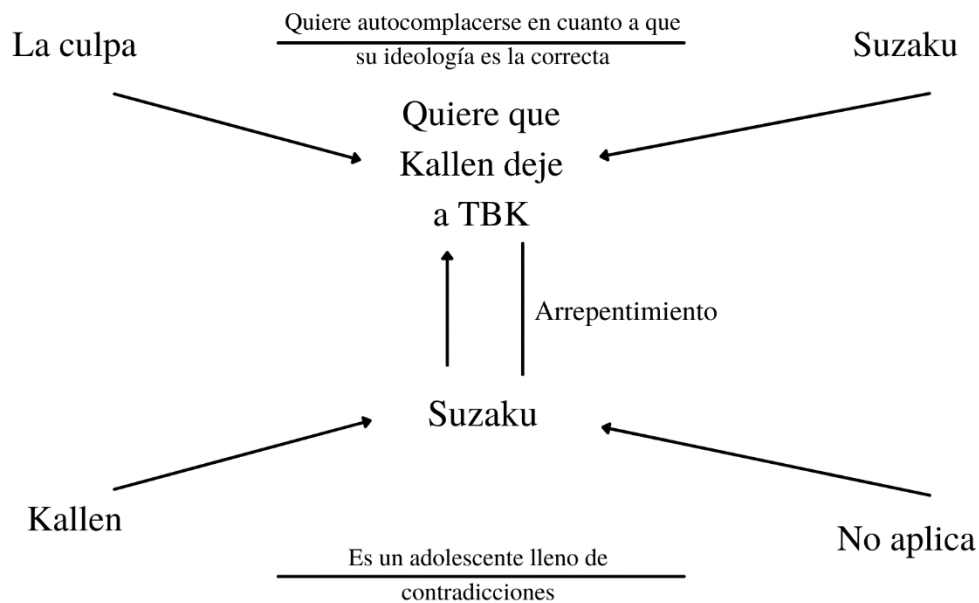 Quiere autocomplacerse en cuanto a que
su ideología es la correcta
La culpa
Suzaku
Quiere que
Kallen deje
a TBK
Arrepentimiento
Suzaku
Kallen
No aplica
Es un adolescente lleno de
contradicciones